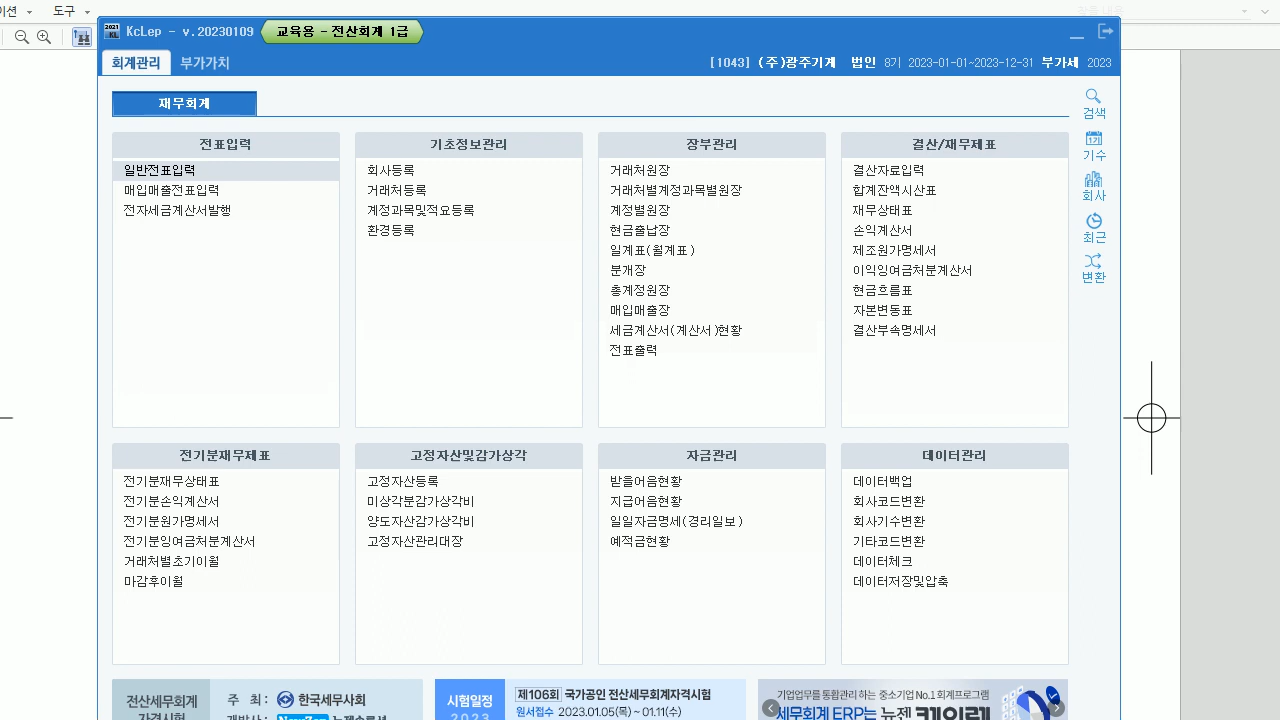 이션 도구
2021 KL KcLep - v.20230109 교육용 - 전산회계 1급
회계관리 부가가치 [1043] (주)광주기계 법인 8기 2023-01-01~2023-12-31 부가세 2023
재무회계
검색
기수
회사
최근
변환
전표입력
일반전표입력
매입매출전표입력
전자세금계산서발행
기초정보관리
회사등록
거래처등록
계정과목및적요등록
환경등록
장부관리
거래처원장
거래처별계정과목별원장
계정별원장
현금출납장
일계표(월계표)
분개장
총계정원장
매입매출장
세금계산서(계산서)현황
전표출력
결산/재무제표
결산자료입력
합계잔액시산표
재무상태표
손익계산서
제조원가명세서
이익잉여금처분계산서
현금흐름표
자본변동표
결산부속명세서
전기분재무제표
전기분재무상태표
전기분손익계산서
전기분원가명세서
전기분잉여금처분계산서
거래처별초기이월
마감후이월
고정자산및감가상각
고정자산등록
미상각분감가상각비
양도자산감가상각비
고정자산관리대장
자금관리
받을어음현황
지급어음현황
일일자금명세(경리일보)
예적금현황
데이터관리
데이터백업
회사코드변환
회사기수변환
기타코드변환
데이터체크
데이터저장및압축
전산세무회계
자격시험
주 최 : 한국세무사회
개발사 : NewZen 뉴젠솔루션
시험일정
2023
제106회 국가공인 전산세무회계자격시험
원서접수 2023.01.05(목) ~ 01.11(수)
기업업무를 통합관리 하는 중소기업 No.1 회계프로그램
세무회계 ERP는 뉴젠 케이렙